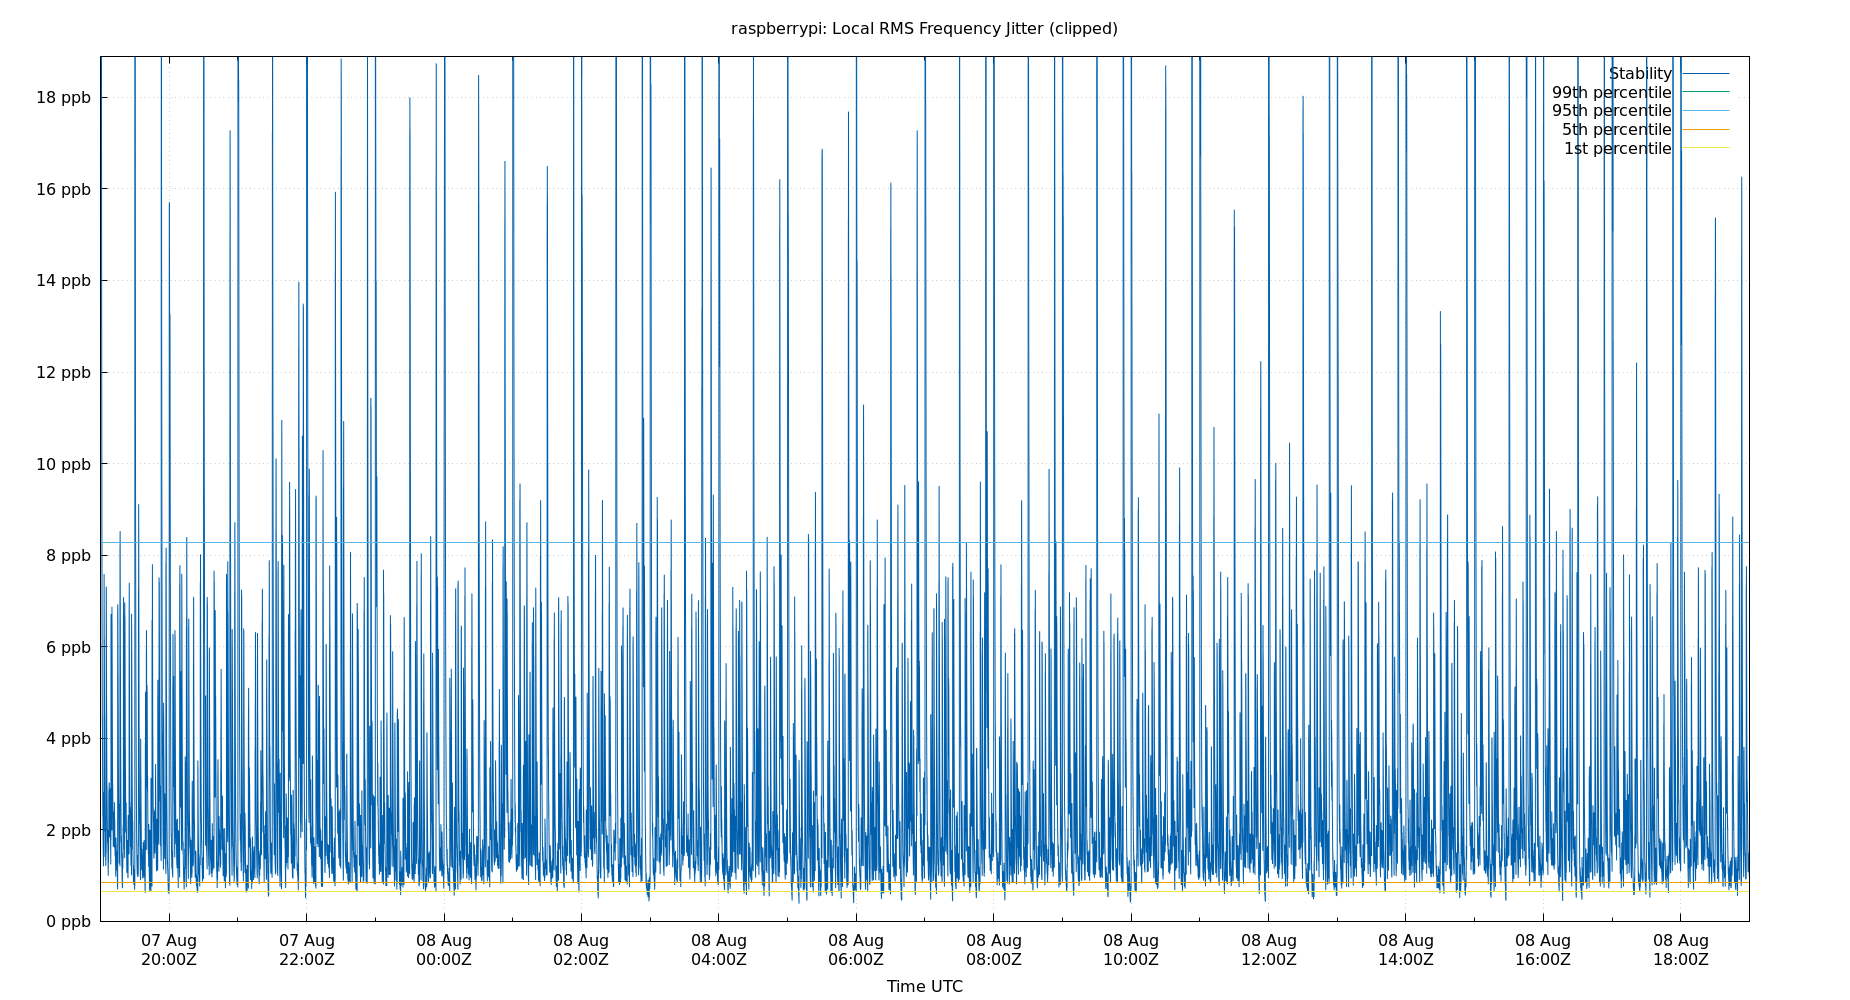 raspberrypi: Local RMS Frequency Jitter (clipped)
Stability
99th percentile
95th percentile
5th percentile
1st percentile
18 ppb
16 ppb
14 ppb
12 ppb
10 ppb
8 ppb
6 ppb
4 ppb
2 ppb
0 ppb
07 Aug 07 Aug 08 Aug 08 Aug 08 Aug 08 Aug 08 Aug 08 Aug 08 Aug 08 Aug 08 Aug 08 Aug
20:00Z 22:00Z 00:00Z 02:00Z 04:00Z 06:00Z 08:00Z 10:00Z 12:00Z 14:00Z 16:00Z 18:00Z
Time UTC